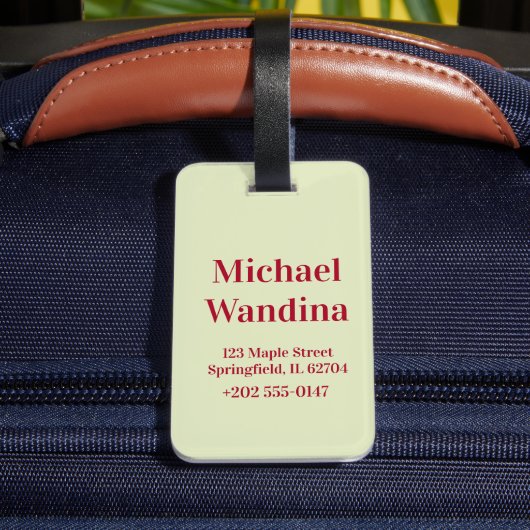 Michael
Wandina
123 Maple Street
Springfield, IL 62704
+202 555-0147